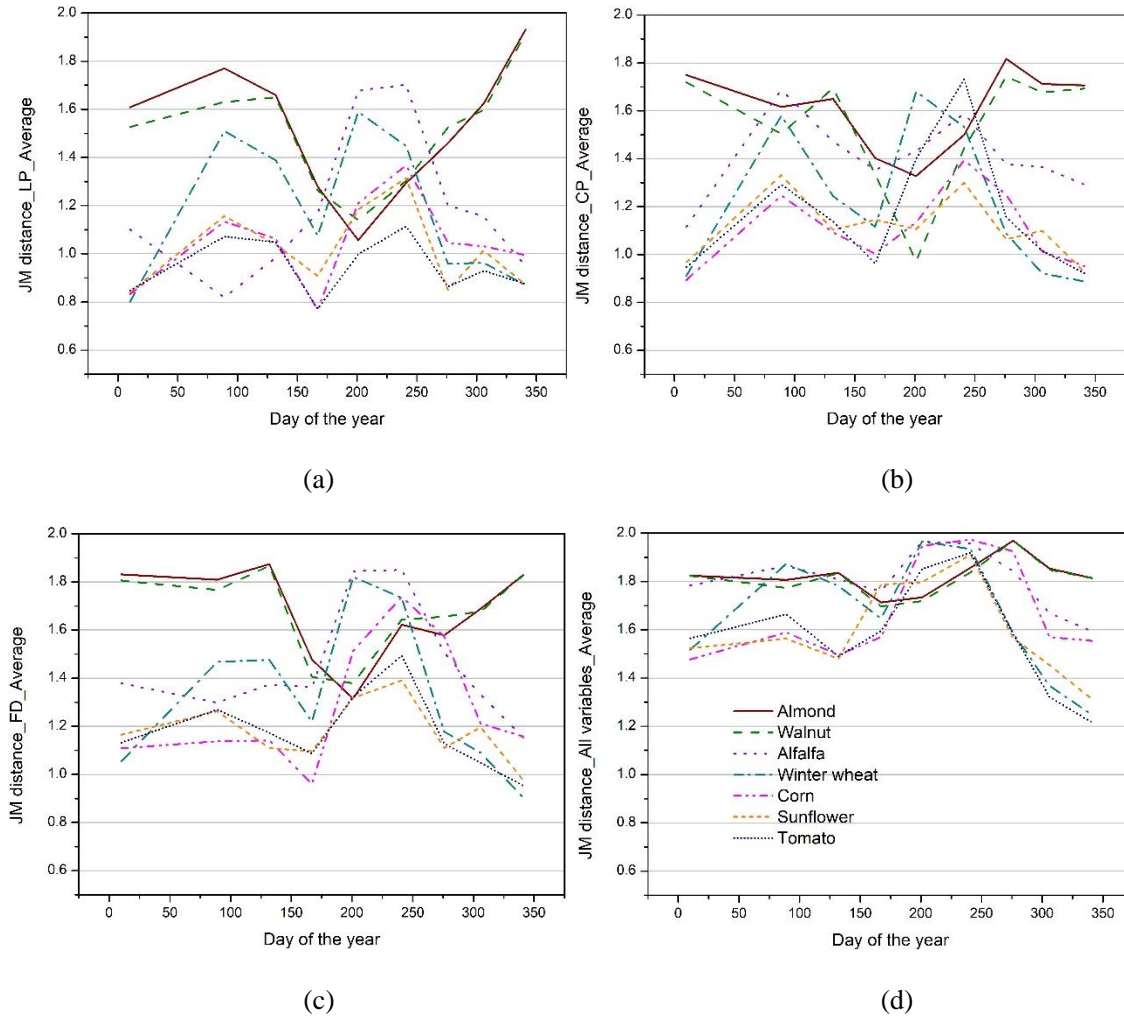 2.0
1.8
1.6
1.4
1.2
1.0
0.8
0.6
JM distance_LP_Average
0 50 100 150 200 250 300 350
Day of the year
(a)
2.0
1.8
1.6
1.4
1.2
1.0
0.8
0.6
JM distance_CP_Average
0 50 100 150 200 250 300 350
Day of the year
(b)
2.0
1.8
1.6
1.4
1.2
1.0
0.8
0.6
JM distance_FD_Average
0 50 100 150 200 250 300 350
Day of the year
(c)
2.0
1.8
1.6
1.4
1.2
1.0
0.8
0.6
JM distance_All variables_Average
Almond
Walnut
Alfalfa
Winter wheat
Corn
Sunflower
Tomato
0 50 100 150 200 250 300 350
Day of the year
(d)